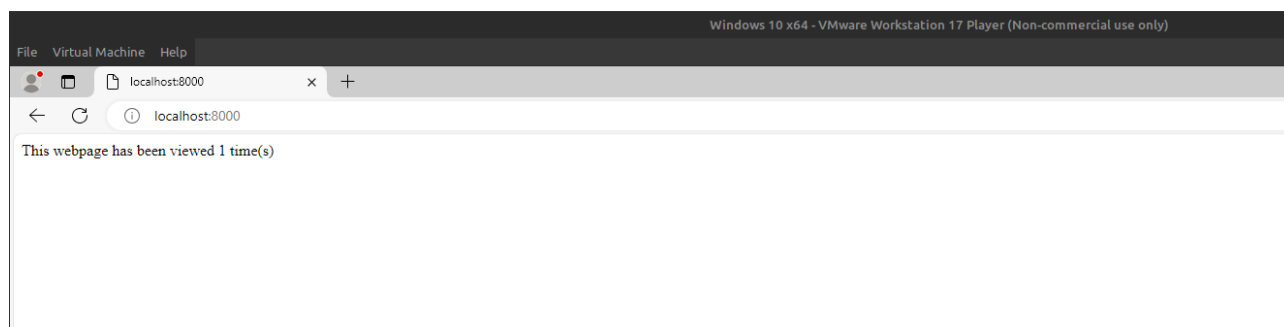 Windows 10 x64 - VMware Workstation 17 Player (Non-commercial use only)
File Virtual Machine Help
localhost:8000
localhost:8000
This webpage has been viewed 1 time(s)